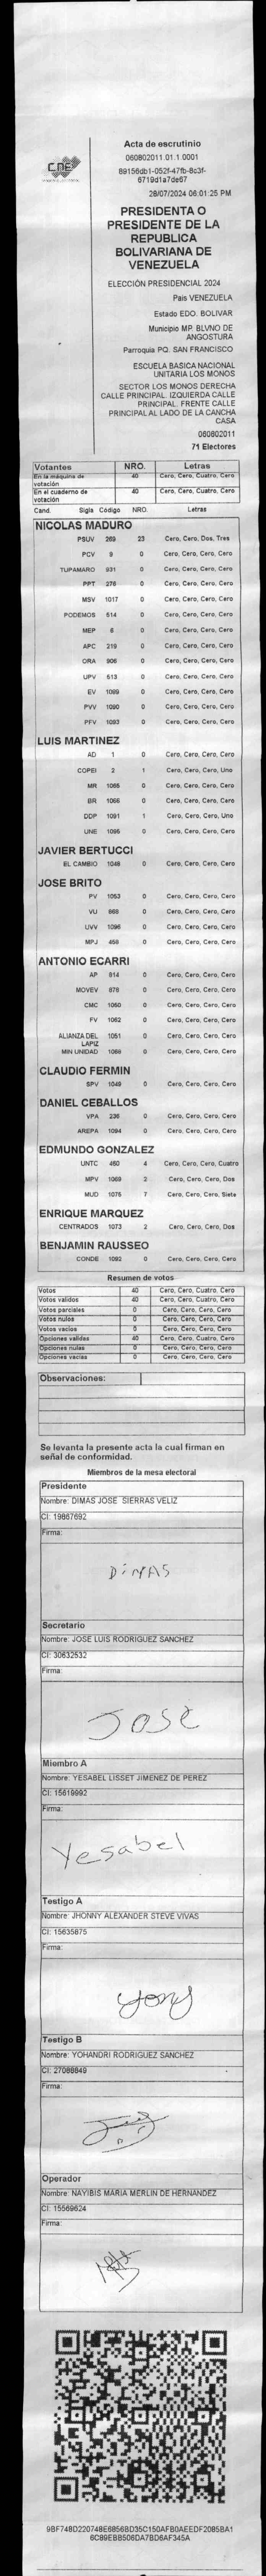 CNE
Acta de escrutinio
060802011.01.1.0001
89156db1-052f-47fb-8c3f-
6719d1a7de67
28/07/2024 06:01:25 PM
PRESIDENTA O
PRESIDENTE DE LA
REPUBLICA
BOLIVARIANA DE
VENEZUELA
ELECCIÓN PRESIDENCIAL 2024
País VENEZUELA
Estado EDO. BOLIVAR
Municipio MP. BLVNO DE
ANGOSTURA
Parroquia PQ. SAN FRANCISCO
ESCUELA BASICA NACIONAL
UNITARIA LOS MONOS
SECTOR LOS MONOS DERECHA
CALLE PRINCIPAL. IZQUIERDA CALLE
PRINCIPAL. FRENTE CALLE
PRINCIPAL AL LADO DE LA CANCHA
CASA
060802011
71 Electores
Votantes NRO. Letras
En la máquina de votación 40 Cero, Cero, Cuatro, Cero
En el cuaderno de votación 40 Cero, Cero, Cuatro, Cero
Cand. Sigla Código NRO. Letras
NICOLAS MADURO
PSUV 269 23 Cero, Cero, Dos, Tres
PCV 9 0 Cero, Cero, Cero, Cero
TUPAMARO 931 0 Cero, Cero, Cero, Cero
PPT 276 0 Cero, Cero, Cero, Cero
MSV 1017 0 Cero, Cero, Cero, Cero
PODEMOS 514 0 Cero, Cero, Cero, Cero
MEP 6 0 Cero, Cero, Cero, Cero
APC 219 0 Cero, Cero, Cero, Cero
ORA 906 0 Cero, Cero, Cero, Cero
UPV 513 0 Cero, Cero, Cero, Cero
EV 1089 0 Cero, Cero, Cero, Cero
PVV 1090 0 Cero, Cero, Cero, Cero
PFV 1093 0 Cero, Cero, Cero, Cero
LUIS MARTINEZ
AD 1 0 Cero, Cero, Cero, Cero
COPEI 2 1 Cero, Cero, Cero, Uno
MR 1065 0 Cero, Cero, Cero, Cero
BR 1066 0 Cero, Cero, Cero, Cero
DDP 1091 1 Cero, Cero, Cero, Uno
UNE 1095 0 Cero, Cero, Cero, Cero
JAVIER BERTUCCI
EL CAMBIO 1048 0 Cero, Cero, Cero, Cero
JOSE BRITO
PV 1053 0 Cero, Cero, Cero, Cero
VU 868 0 Cero, Cero, Cero, Cero
UVV 1096 0 Cero, Cero, Cero, Cero
MPJ 456 0 Cero, Cero, Cero, Cero
ANTONIO ECARRI
AP 814 0 Cero, Cero, Cero, Cero
MOVEV 878 0 Cero, Cero, Cero, Cero
CMC 1050 0 Cero, Cero, Cero, Cero
FV 1062 0 Cero, Cero, Cero, Cero
ALIANZA DEL LAPIZ 1051 0 Cero, Cero, Cero, Cero
MIN UNIDAD 1069 0 Cero, Cero, Cero, Cero
CLAUDIO FERMIN
SPV 1049 0 Cero, Cero, Cero, Cero
DANIEL CEBALLOS
VPA 236 0 Cero, Cero, Cero, Cero
AREPA 1094 0 Cero, Cero, Cero, Cero
EDMUNDO GONZALEZ
UNTC 460 4 Cero, Cero, Cero, Cuatro
MPV 1069 2 Cero, Cero, Cero, Dos
MUD 1075 7 Cero, Cero, Cero, Siete
ENRIQUE MARQUEZ
CENTRADOS 1073 2 Cero, Cero, Cero, Dos
BENJAMIN RAUSSEO
CONDE 1092 0 Cero, Cero, Cero, Cero
Resumen de votos
Votos 40 Cero, Cero, Cuatro, Cero
Votos validos 40 Cero, Cero, Cuatro, Cero
Votos parciales 0 Cero, Cero, Cero, Cero
Votos nulos 0 Cero, Cero, Cero, Cero
Votos vacios 0 Cero, Cero, Cero, Cero
Opciones validas 40 Cero, Cero, Cuatro, Cero
Opciones nulas 0 Cero, Cero, Cero, Cero
Opciones vacias 0 Cero, Cero, Cero, Cero
Observaciones:
Se levanta la presente acta la cual firman en
señal de conformidad.
Miembros de la mesa electoral
Presidente
Nombre: DIMAS JOSE SIERRAS VELIZ
CI: 19867692
Firma:
DiMAS
Secretario
Nombre: JOSE LUIS RODRIGUEZ SANCHEZ
CI: 30632532
Firma:
JOSE
Miembro A
Nombre: YESABEL LISSET JIMENEZ DE PEREZ
CI: 15619992
Firma:
Yesabel
Testigo A
Nombre: JHONNY ALEXANDER STEVE VIVAS
CI: 15635875
Firma:
Testigo B
Nombre: YOHANDRI RODRIGUEZ SANCHEZ
CI: 27088849
Firma:
Operador
Nombre: NAYIBIS MARIA MERLIN DE HERNANDEZ
CI: 15569624
Firma:
9BF748D220748E6856BD35C150AFB0AEEDF2085BA1
6C89EBB506DA7BD6AF345A